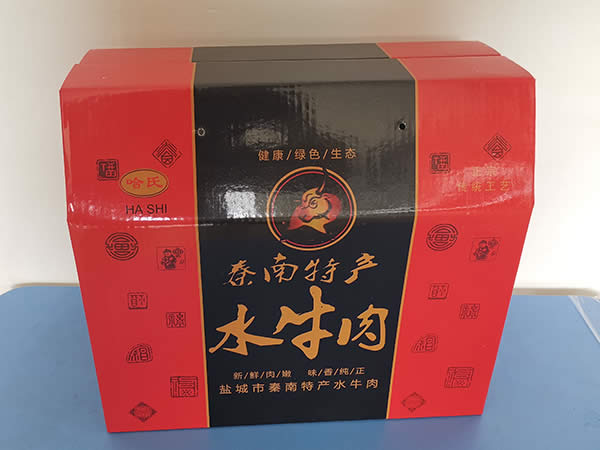 健康/绿色/生态
哈氏
HA SHI
正宗
传统工艺
秦南特产
水牛肉
新/鲜/肉/嫩 味/香/纯/正
盐城市秦南特产水牛肉